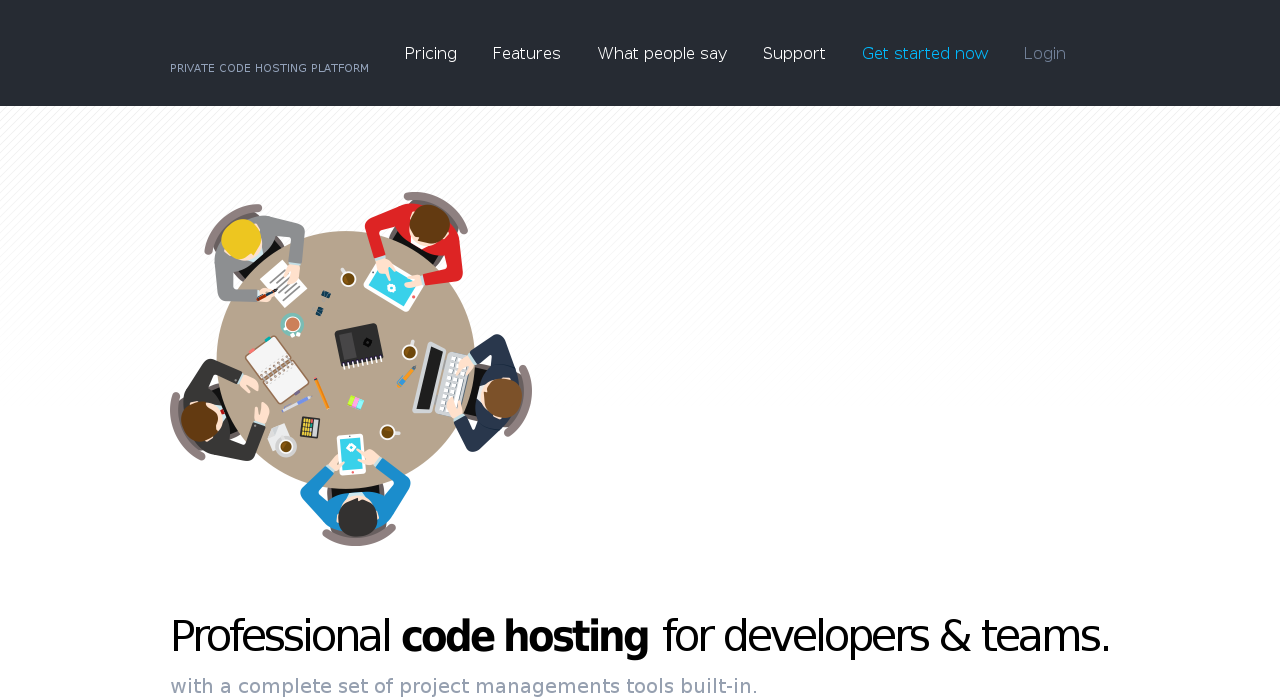 PRIVATE CODE HOSTING PLATFORM
Pricing
Features
What people say
Support
Get started now
Login
Professional code hosting for developers & teams.
with a complete set of project managements tools built-in.